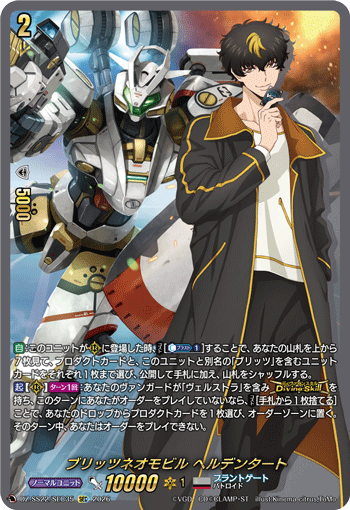 2
5000
自:このユニットが に登場した時、 [ブラスト 1]することで、あなたの山札を上から
7枚見て、プロダクトカードと、このユニットと別名の「ブリッツ」を含むユニット
カードをそれぞれ1枚まで選び、公開して手札に加え、山札をシャッフルする。
起 ターン1回:あなたのヴァンガードが「ヴェルストラ」を含み
を持ち、このターンにあなたがオーダーをプレイしていないなら、[手札から1枚捨てる]
ことで、あなたのドロップからプロダクトカードを1枚選び、オーダーゾーンに置く。
そのターン中、あなたはオーダーをプレイできない。
ブリッツネオモビル ヘルデンタート
ノーマルユニット 10000 1 ブラントゲート
バトロイド
2026